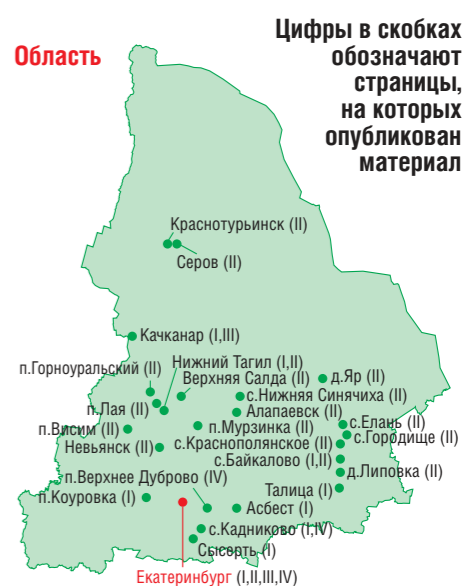 Область
Цифры в скобках
обозначают
страницы,
на которых
опубликован
материал
Краснотурьинск (II)
Серов (II)
Качканар (I,III)
Нижний Тагил (I,II)
п.Горноуральский (II)
Верхняя Салда (II)
д.Яр (II)
с.Нижняя Синячиха (II)
п.Лая (II)
Алапаевск (II)
с.Елань (II)
п.Висим (II)
п.Мурзинка (II)
с.Городище (II)
с.Краснополянское (II)
Невьянск (II)
с.Байкалово (I,II)
п.Верхнее Дуброво (IV)
д.Липовка (II)
п.Коуровка (I)
Талица (I)
Асбест (I)
с.Кадниково (I,IV)
Сысерть (I)
Екатеринбург (I,II,III,IV)